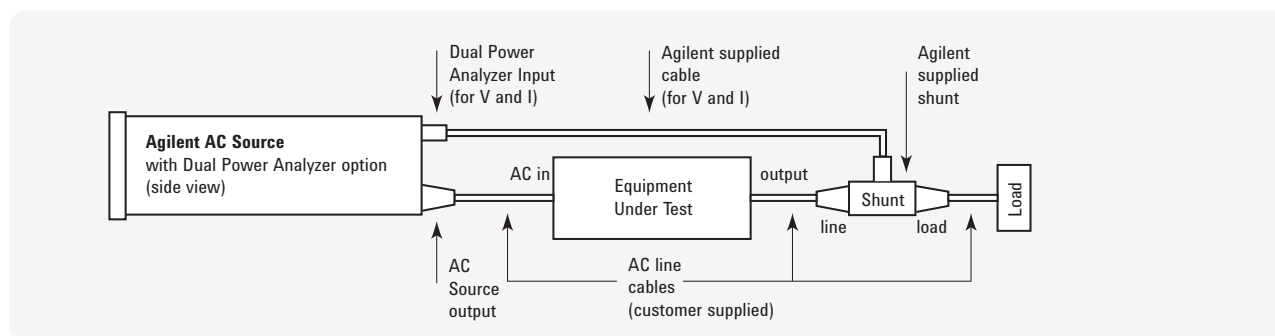 Dual Power
Analyzer Input
(for V and I)
Agilent supplied
cable
(for V and I)
Agilent
supplied
shunt
Agilent AC Source
with Dual Power Analyzer option
(side view)
AC in
Equipment
Under Test
output
Shunt
Load
line
load
AC
Source
output
AC line
cables
(customer supplied)